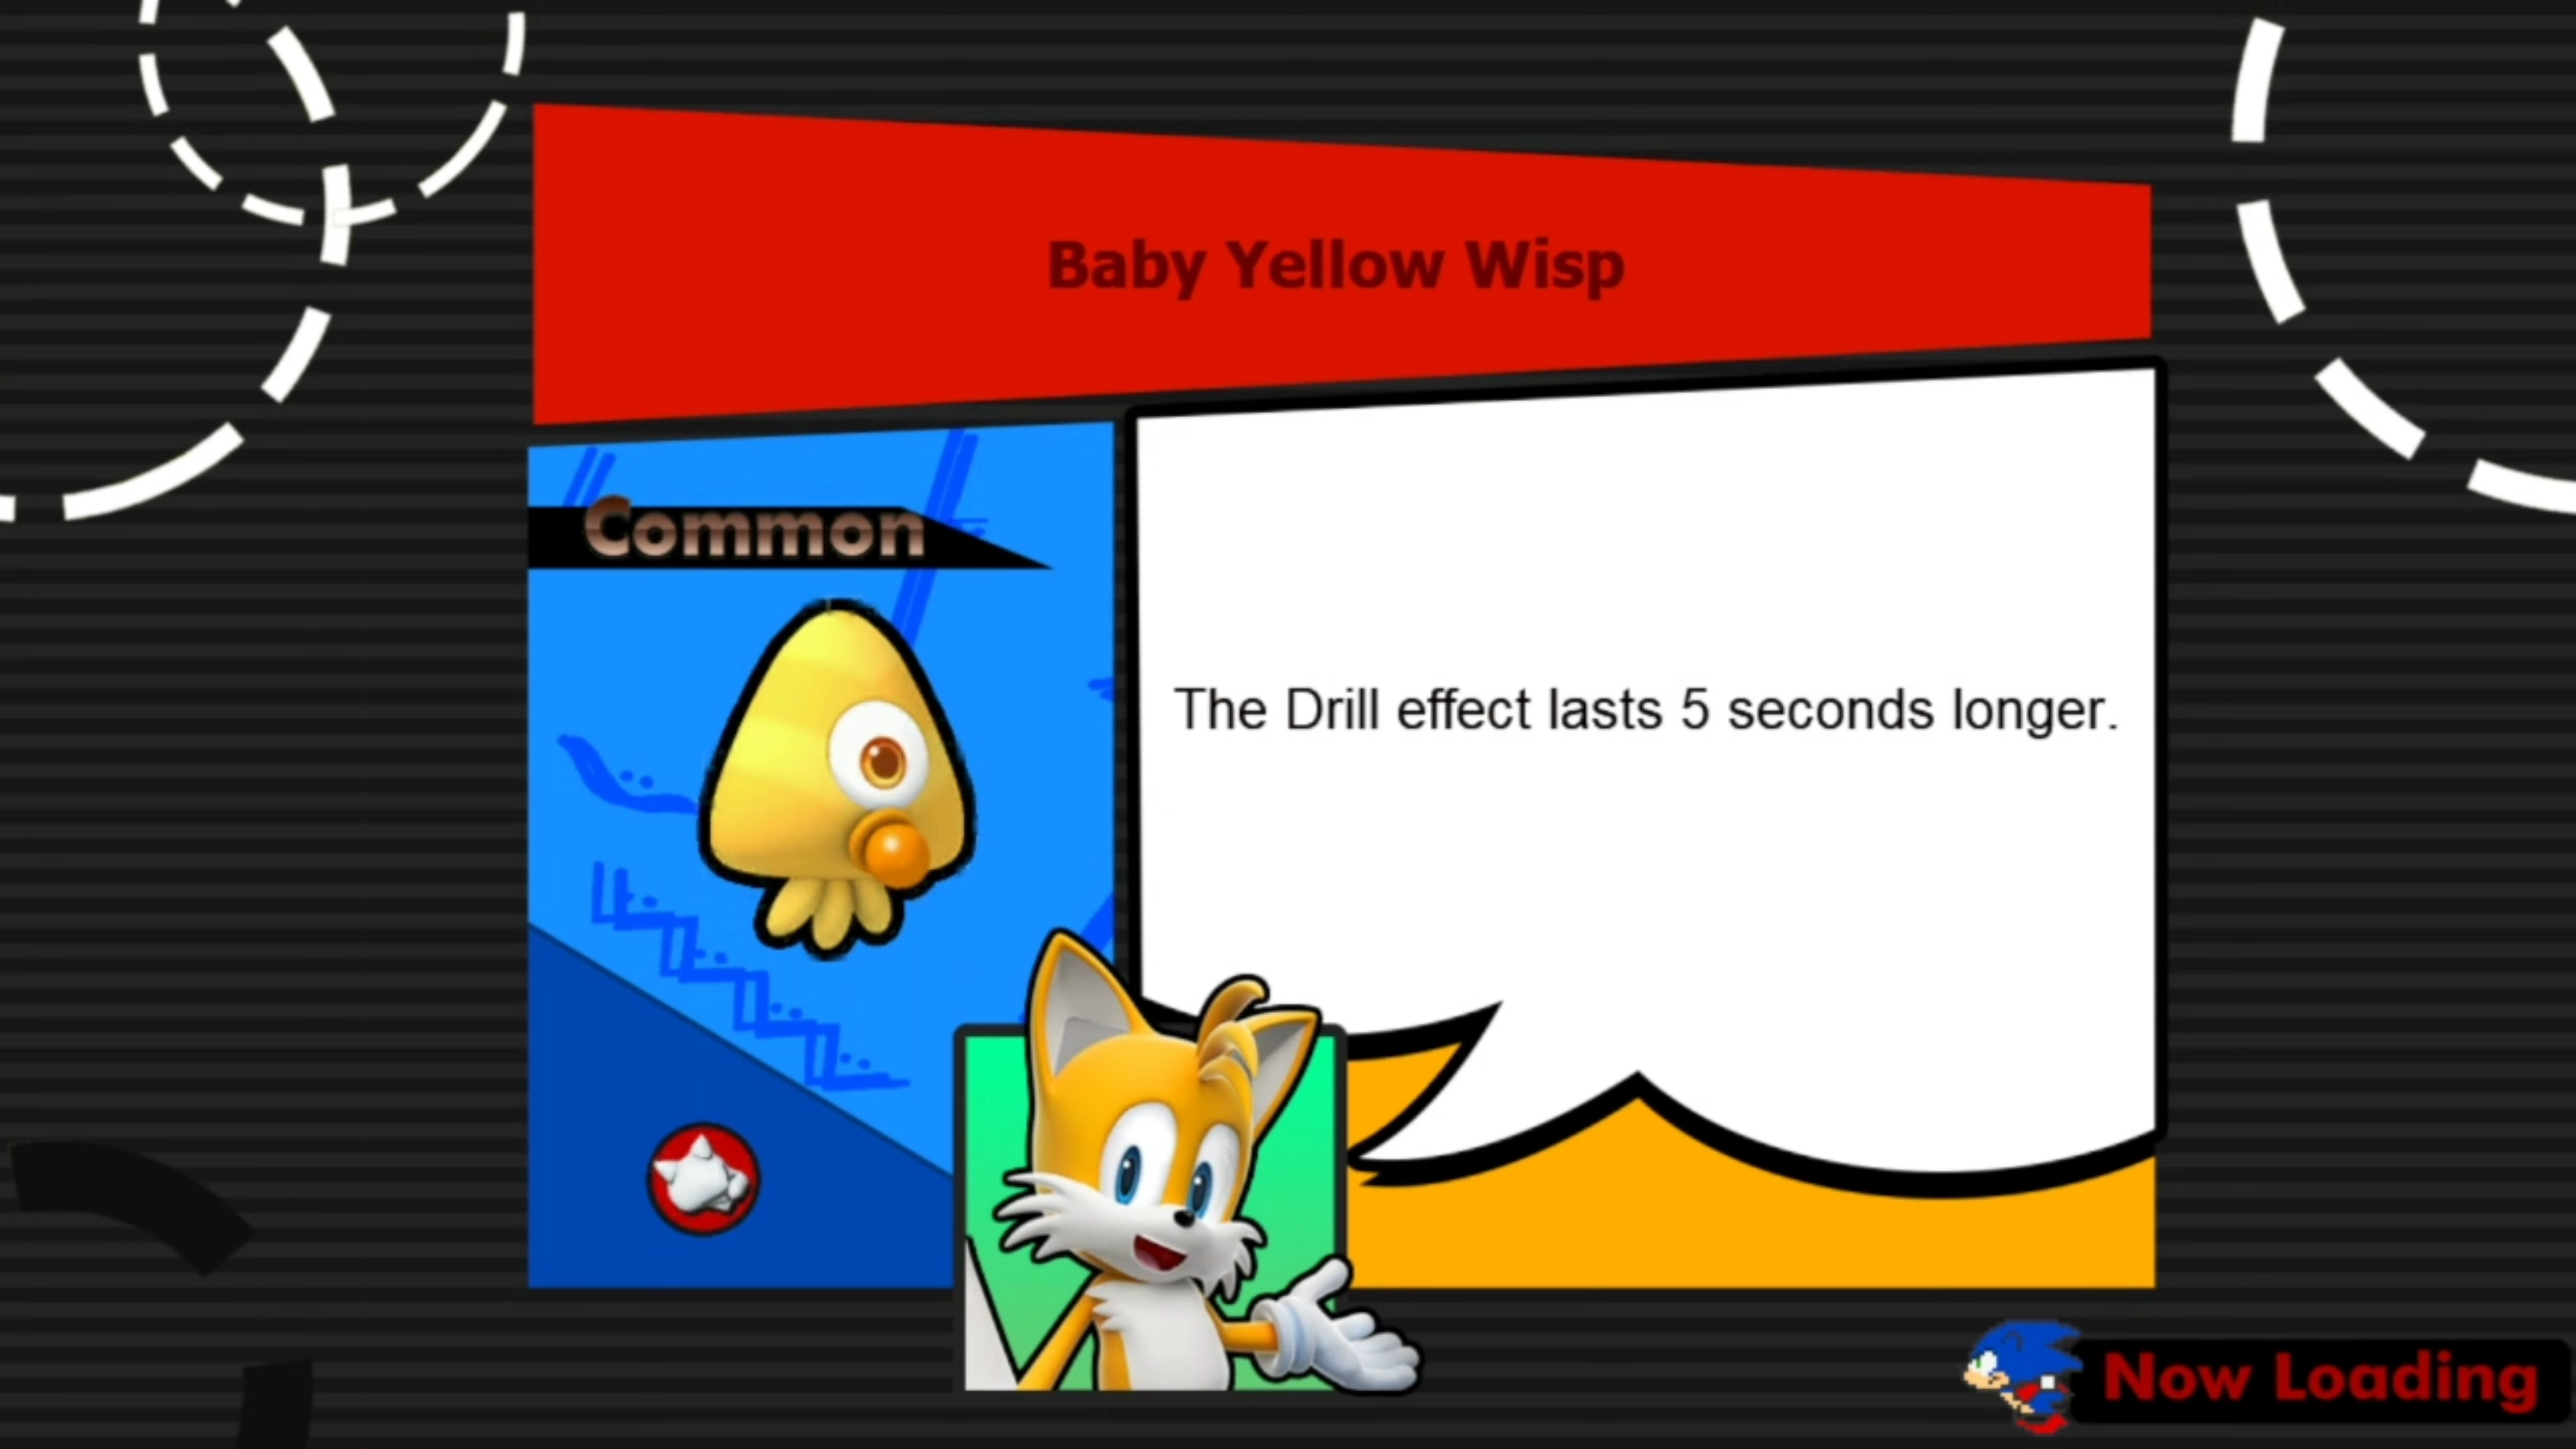 Baby Yellow Wisp
Common
The Drill effect lasts 5 seconds longer.
Now Loading